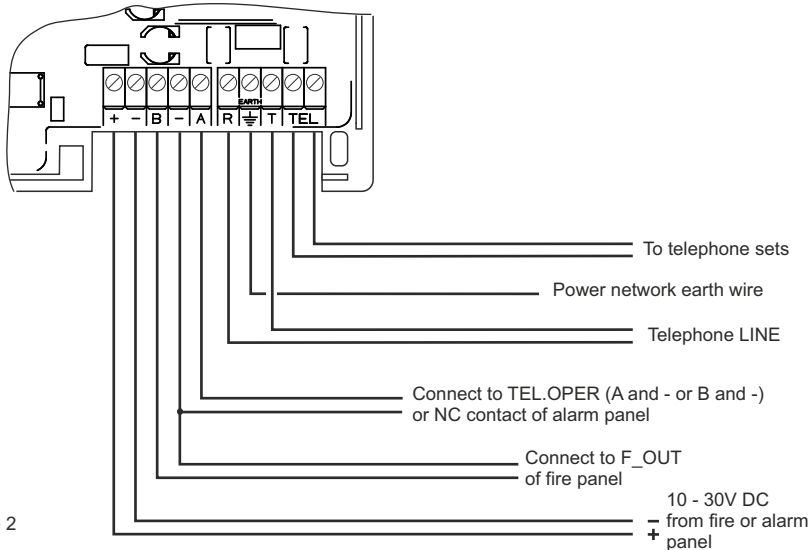 EARTH
+ - B - A R T TEL
To telephone sets
Power network earth wire
Telephone LINE
Connect to TEL.OPER (A and - or B and -)
or NC contact of alarm panel
Connect to F_OUT
of fire panel
10 - 30V DC
- from fire or alarm
+ panel
2